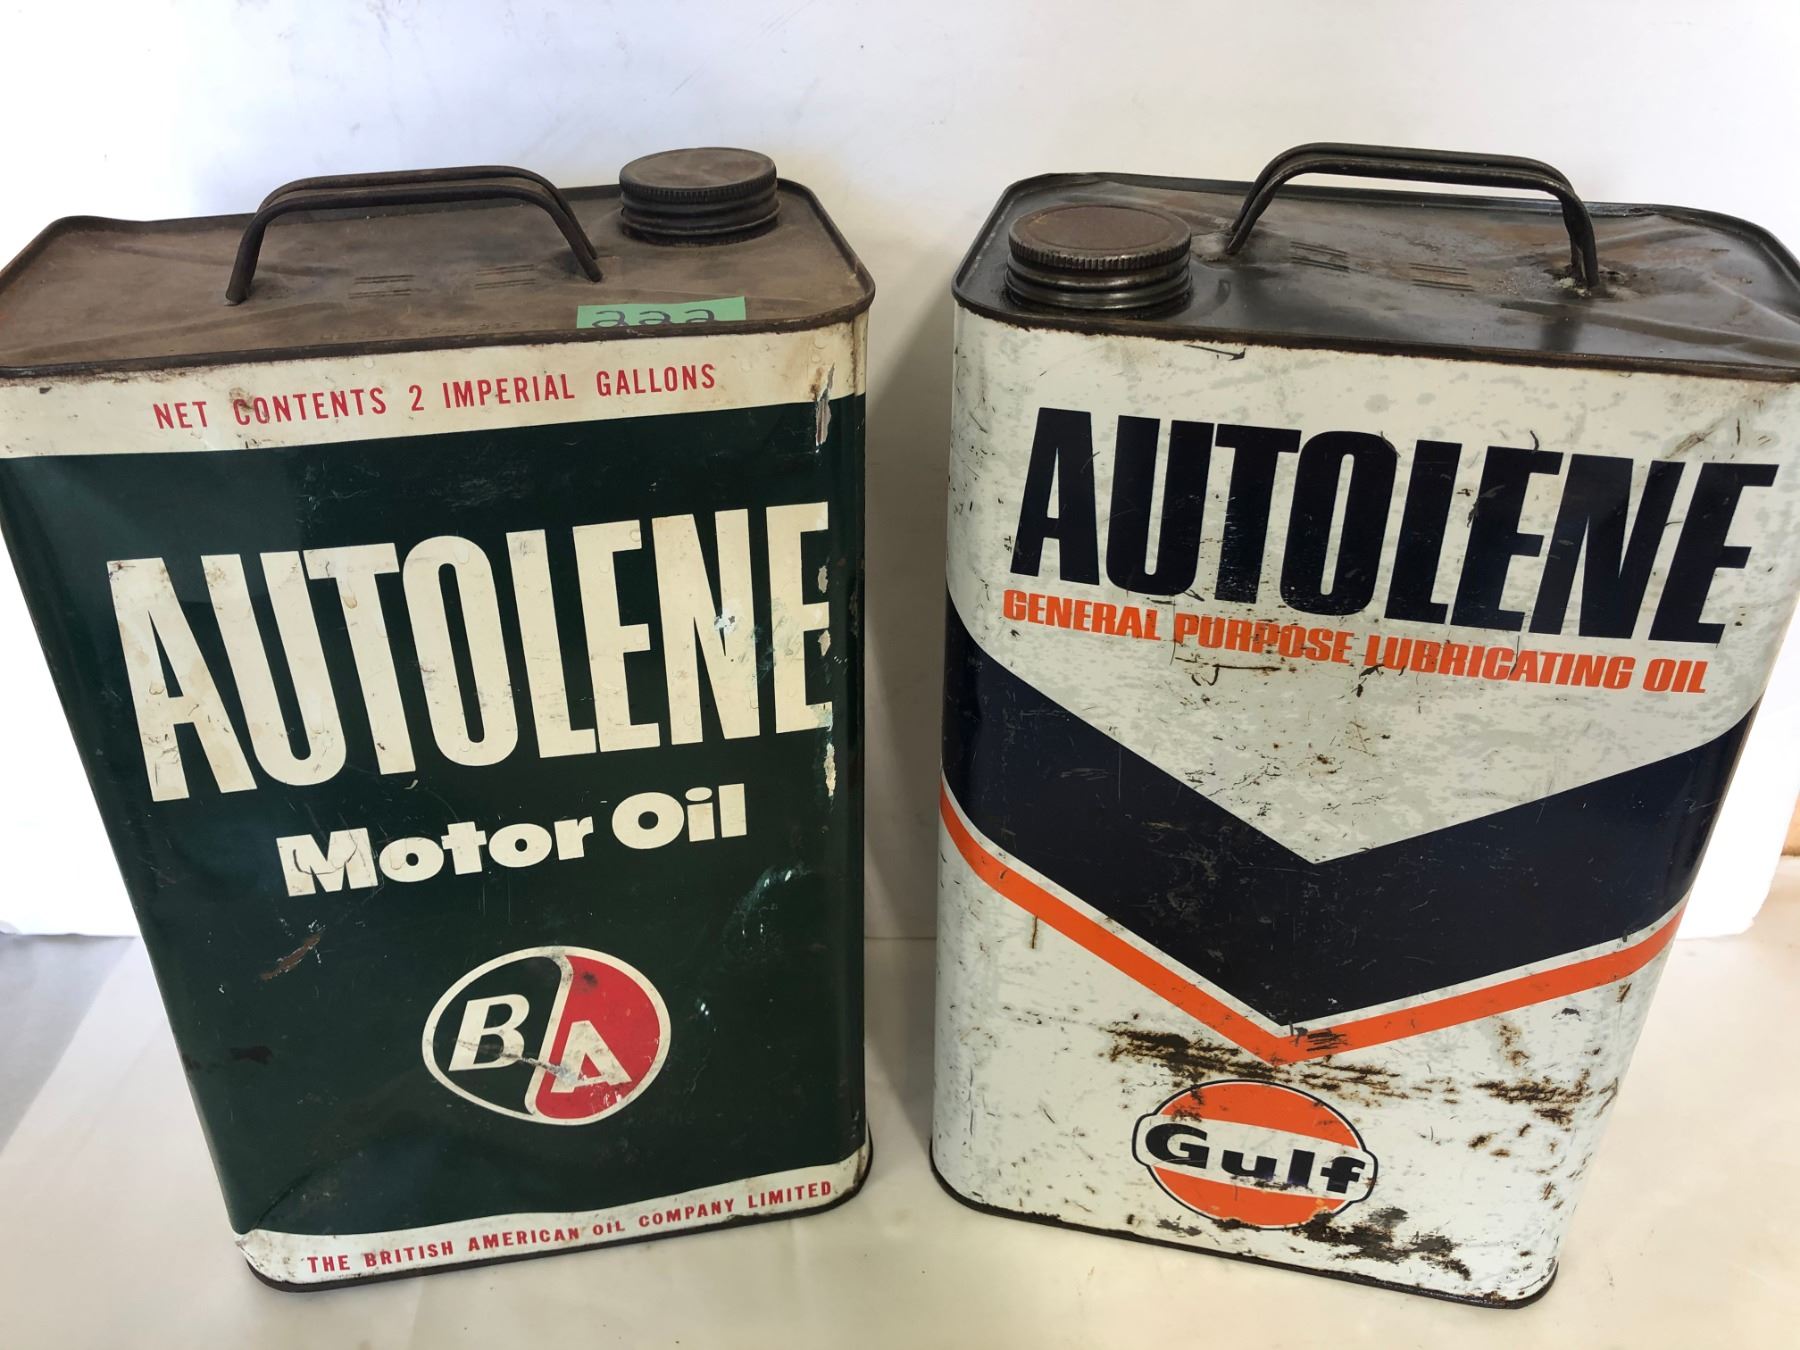 222
NET CONTENTS 2 IMPERIAL GALLONS
AUTOLENE
Motor Oil
B A
THE BRITISH AMERICAN OIL COMPANY LIMITED
AUTOLENE
GENERAL PURPOSE LUBRICATING OIL
Gulf